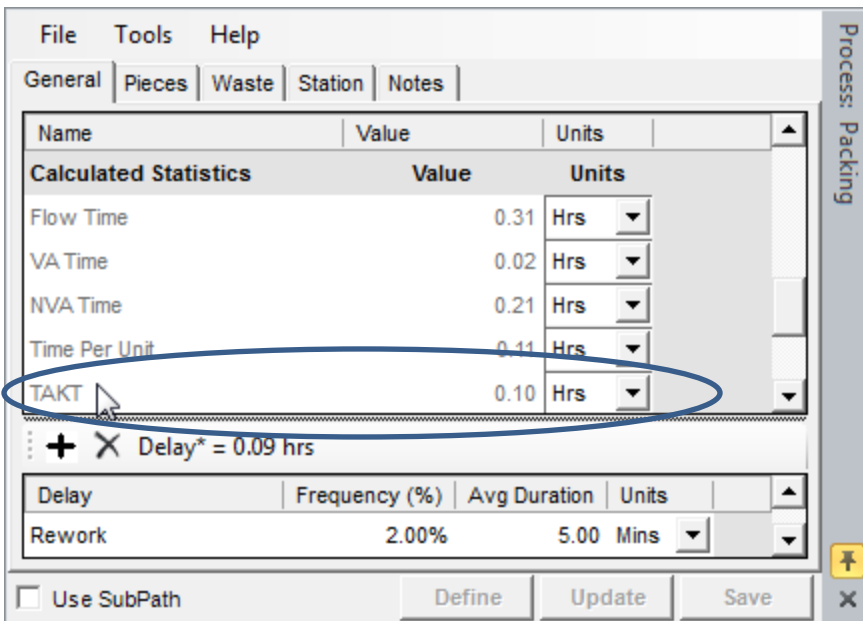 File Tools Help
General Pieces Waste Station Notes
Name Value Units
Calculated Statistics Value Units
Flow Time 0.31 Hrs
VA Time 0.02 Hrs
NVA Time 0.21 Hrs
Time Per Unit 0.11 Hrs
TAKT 0.10 Hrs
Delay* = 0.09 hrs
Delay Frequency (%) Avg Duration Units
Rework 2.00% 5.00 Mins
Use SubPath Define Update Save
Process: Packing